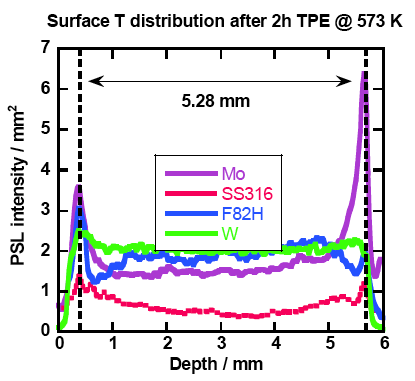 Surface T distribution after 2h TPE @ 573 K
7
6
5
4
3
2
1
0
PSL intensity / mm2
5.28 mm
Mo
SS316
F82H
W
0 1 2 3 4 5 6
Depth / mm